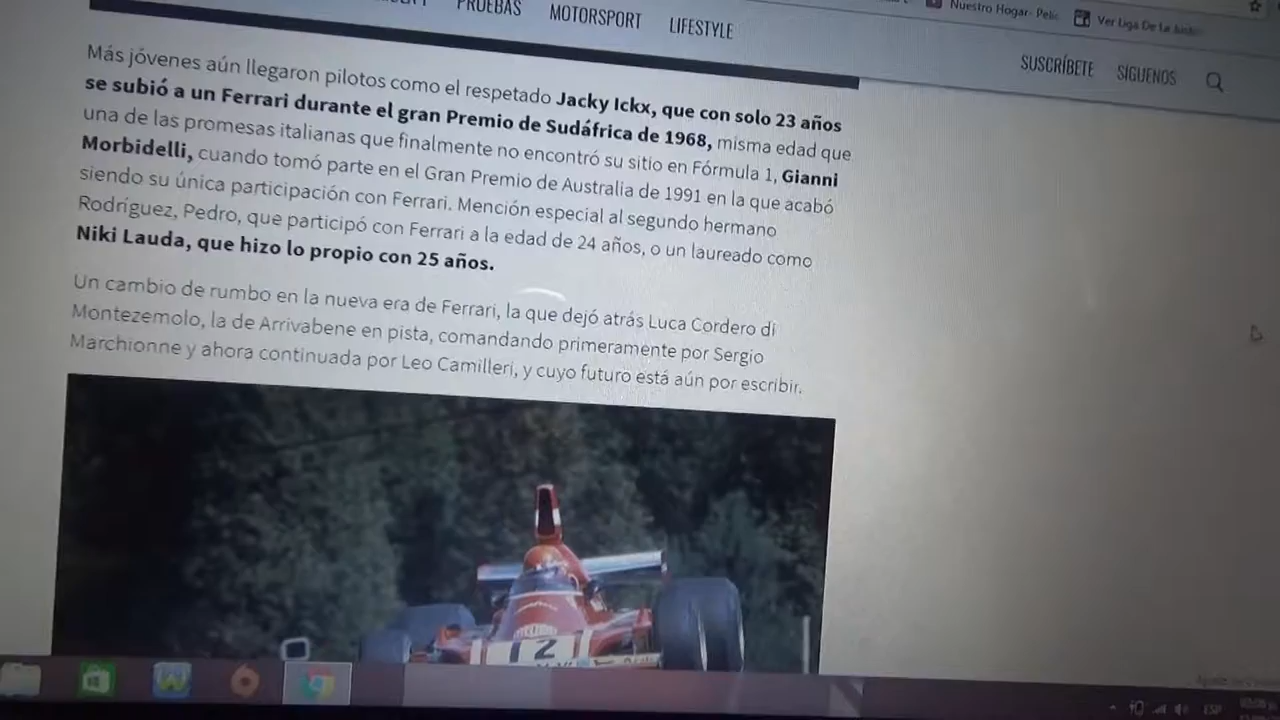 PRUEBAS MOTORSPORT LIFESTYLE
Nuestro Hogar- Pelic
Ver Liga De La Justic
SUSCRÍBETE SÍGUENOS
Más jóvenes aún llegaron pilotos como el respetado Jacky Ickx, que con solo 23 años
se subió a un Ferrari durante el gran Premio de Sudáfrica de 1968, misma edad que
una de las promesas italianas que finalmente no encontró su sitio en Fórmula 1, Gianni
Morbidelli, cuando tomó parte en el Gran Premio de Australia de 1991 en la que acabó
siendo su única participación con Ferrari. Mención especial al segundo hermano
Rodríguez, Pedro, que participó con Ferrari a la edad de 24 años, o un laureado como
Niki Lauda, que hizo lo propio con 25 años.
Un cambio de rumbo en la nueva era de Ferrari, la que dejó atrás Luca Cordero di
Montezemolo, la de Arrivabene en pista, comandando primeramente por Sergio
Marchionne y ahora continuada por Leo Camilleri, y cuyo futuro está aún por escribir.
12
ESP